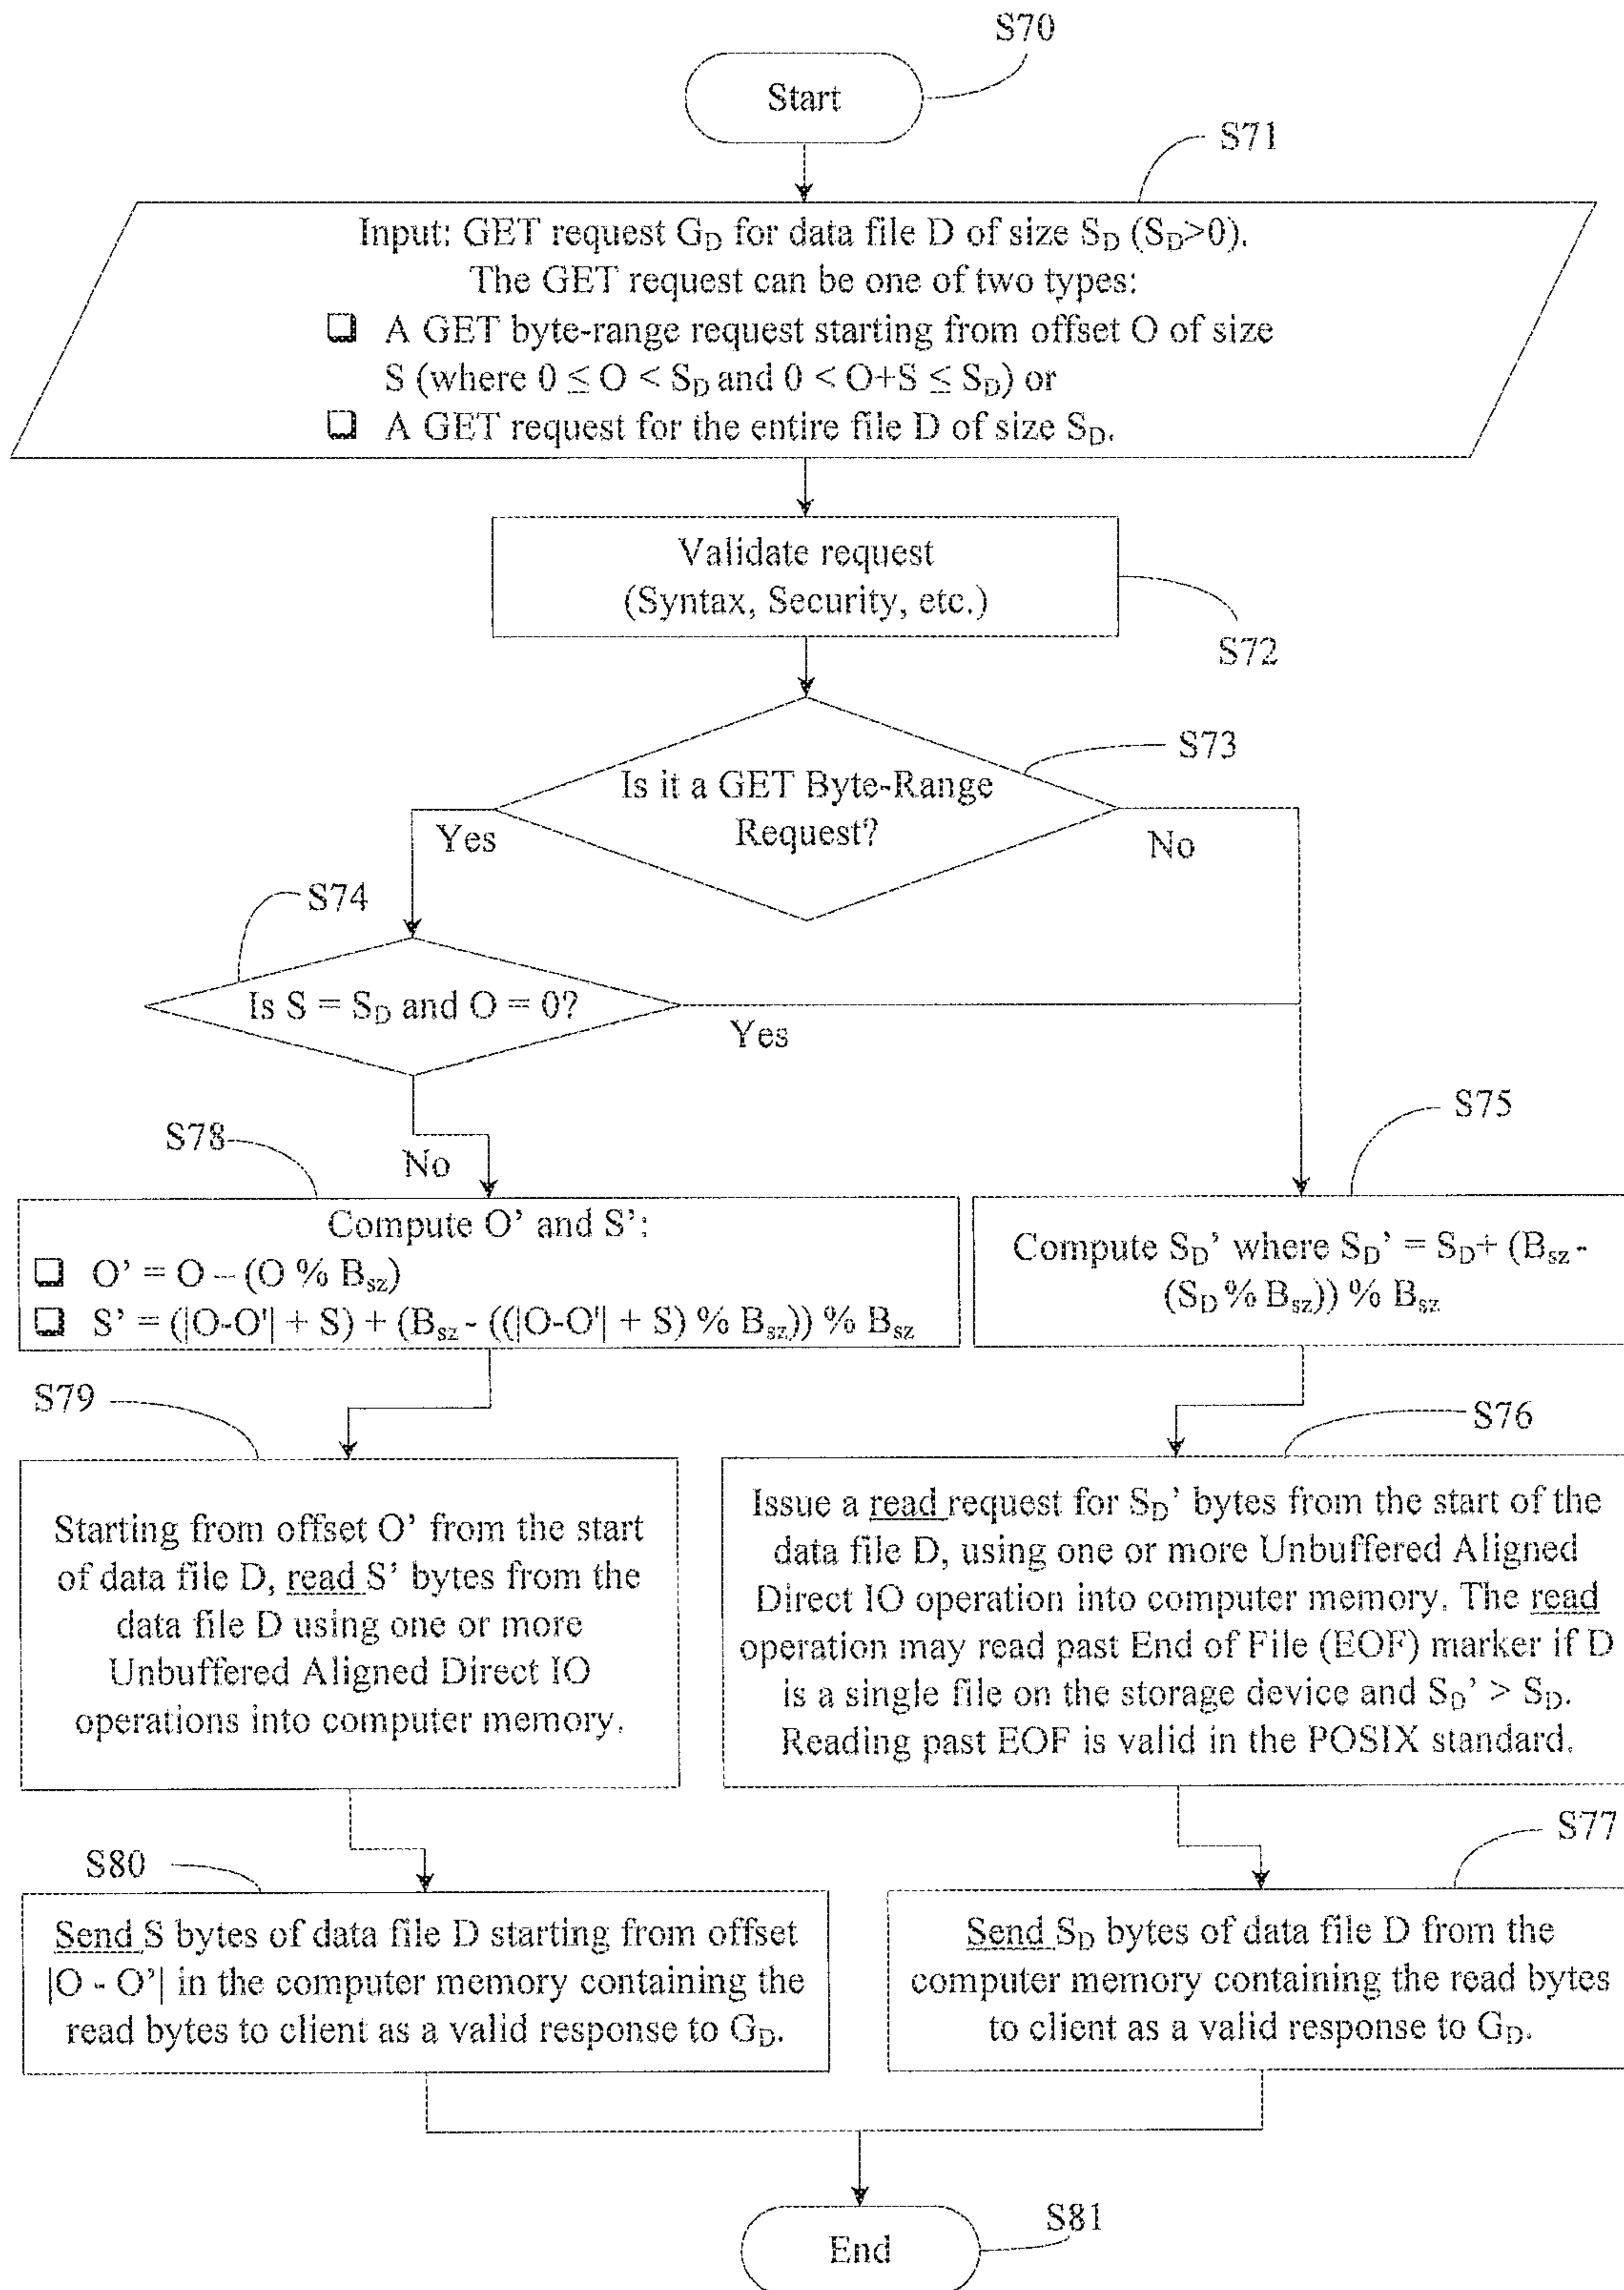 S70
Start
S71
Input: GET request G_D for data file D of size S_D (S_D>0).
The GET request can be one of two types:
❑ A GET byte-range request starting from offset O of size
S (where 0 ≤ O < S_D and 0 < O+S ≤ S_D) or
❑ A GET request for the entire file D of size S_D.
Validate request
(Syntax, Security, etc.)
S72
S73
Is it a GET Byte-Range
Request?
Yes
No
S74
Is S = S_D and O = 0?
Yes
S75
S78
No
Compute O' and S':
❑ O' = O – (O % B_sz)
❑ S' = (|O-O'| + S) + (B_sz - ((|O-O'| + S) % B_sz)) % B_sz
Compute S_D' where S_D' = S_D + (B_sz -
(S_D % B_sz)) % B_sz
S79
S76
Starting from offset O' from the start
of data file D, read S' bytes from the
data file D using one or more
Unbuffered Aligned Direct IO
operations into computer memory.
Issue a read request for S_D' bytes from the start of the
data file D, using one or more Unbuffered Aligned
Direct IO operation into computer memory. The read
operation may read past End of File (EOF) marker if D
is a single file on the storage device and S_D' > S_D.
Reading past EOF is valid in the POSIX standard.
S77
S80
Send S bytes of data file D starting from offset
|O - O'| in the computer memory containing the
read bytes to client as a valid response to G_D.
Send S_D bytes of data file D from the
computer memory containing the read bytes
to client as a valid response to G_D.
S81
End